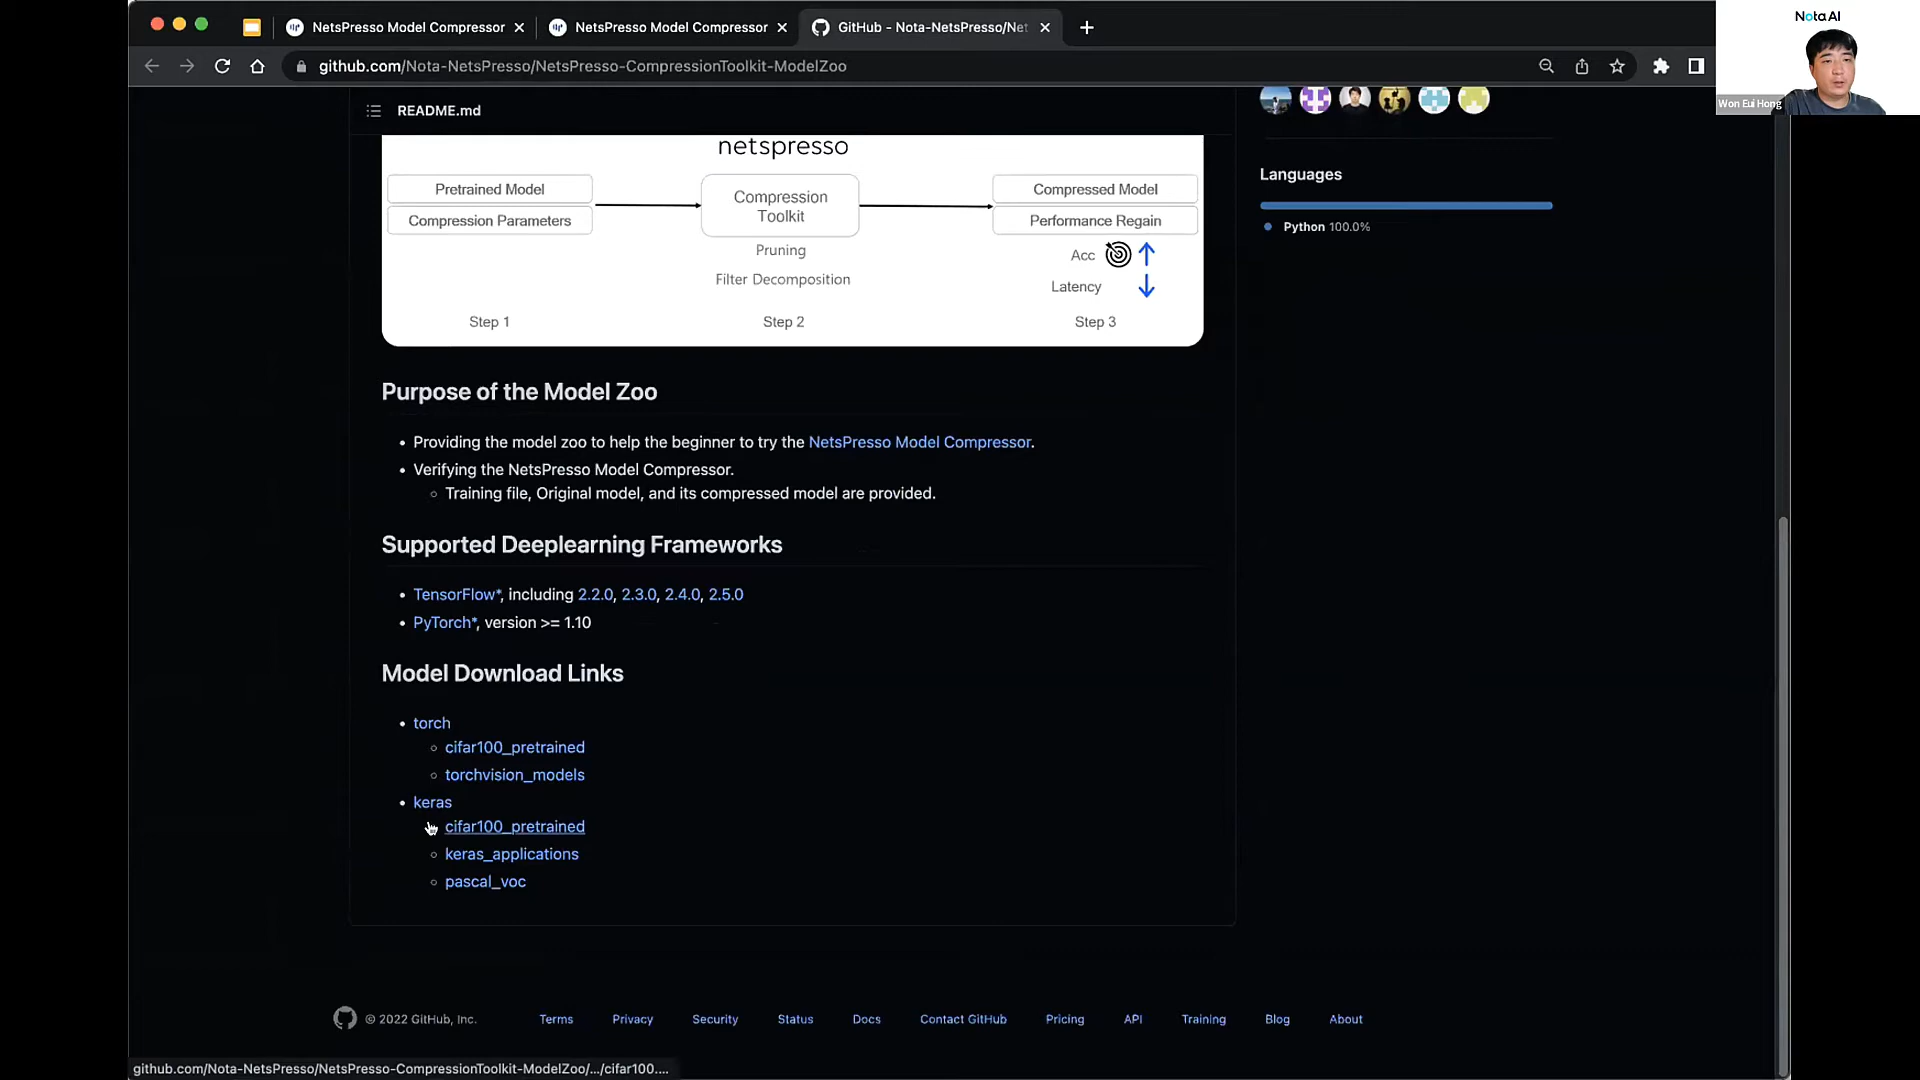 NetsPresso Model Compressor
NetsPresso Model Compressor
GitHub - Nota-NetsPresso/Net
Nota AI
github.com/Nota-NetsPresso/NetsPresso-CompressionToolkit-ModelZoo
Won Eui Hong
README.md
netspresso
Pretrained Model
Compression Parameters
Compression
Toolkit
Compressed Model
Performance Regain
Pruning
Filter Decomposition
Acc
Latency
Step 1
Step 2
Step 3
Languages
Python 100.0%
Purpose of the Model Zoo
Providing the model zoo to help the beginner to try the NetsPresso Model Compressor.
Verifying the NetsPresso Model Compressor.
Training file, Original model, and its compressed model are provided.
Supported Deeplearning Frameworks
TensorFlow*, including 2.2.0, 2.3.0, 2.4.0, 2.5.0
PyTorch*, version >= 1.10
Model Download Links
torch
cifar100_pretrained
torchvision_models
keras
cifar100_pretrained
keras_applications
pascal_voc
© 2022 GitHub, Inc.
Terms
Privacy
Security
Status
Docs
Contact GitHub
Pricing
API
Training
Blog
About
github.com/Nota-NetsPresso/NetsPresso-CompressionToolkit-ModelZoo/.../cifar100....